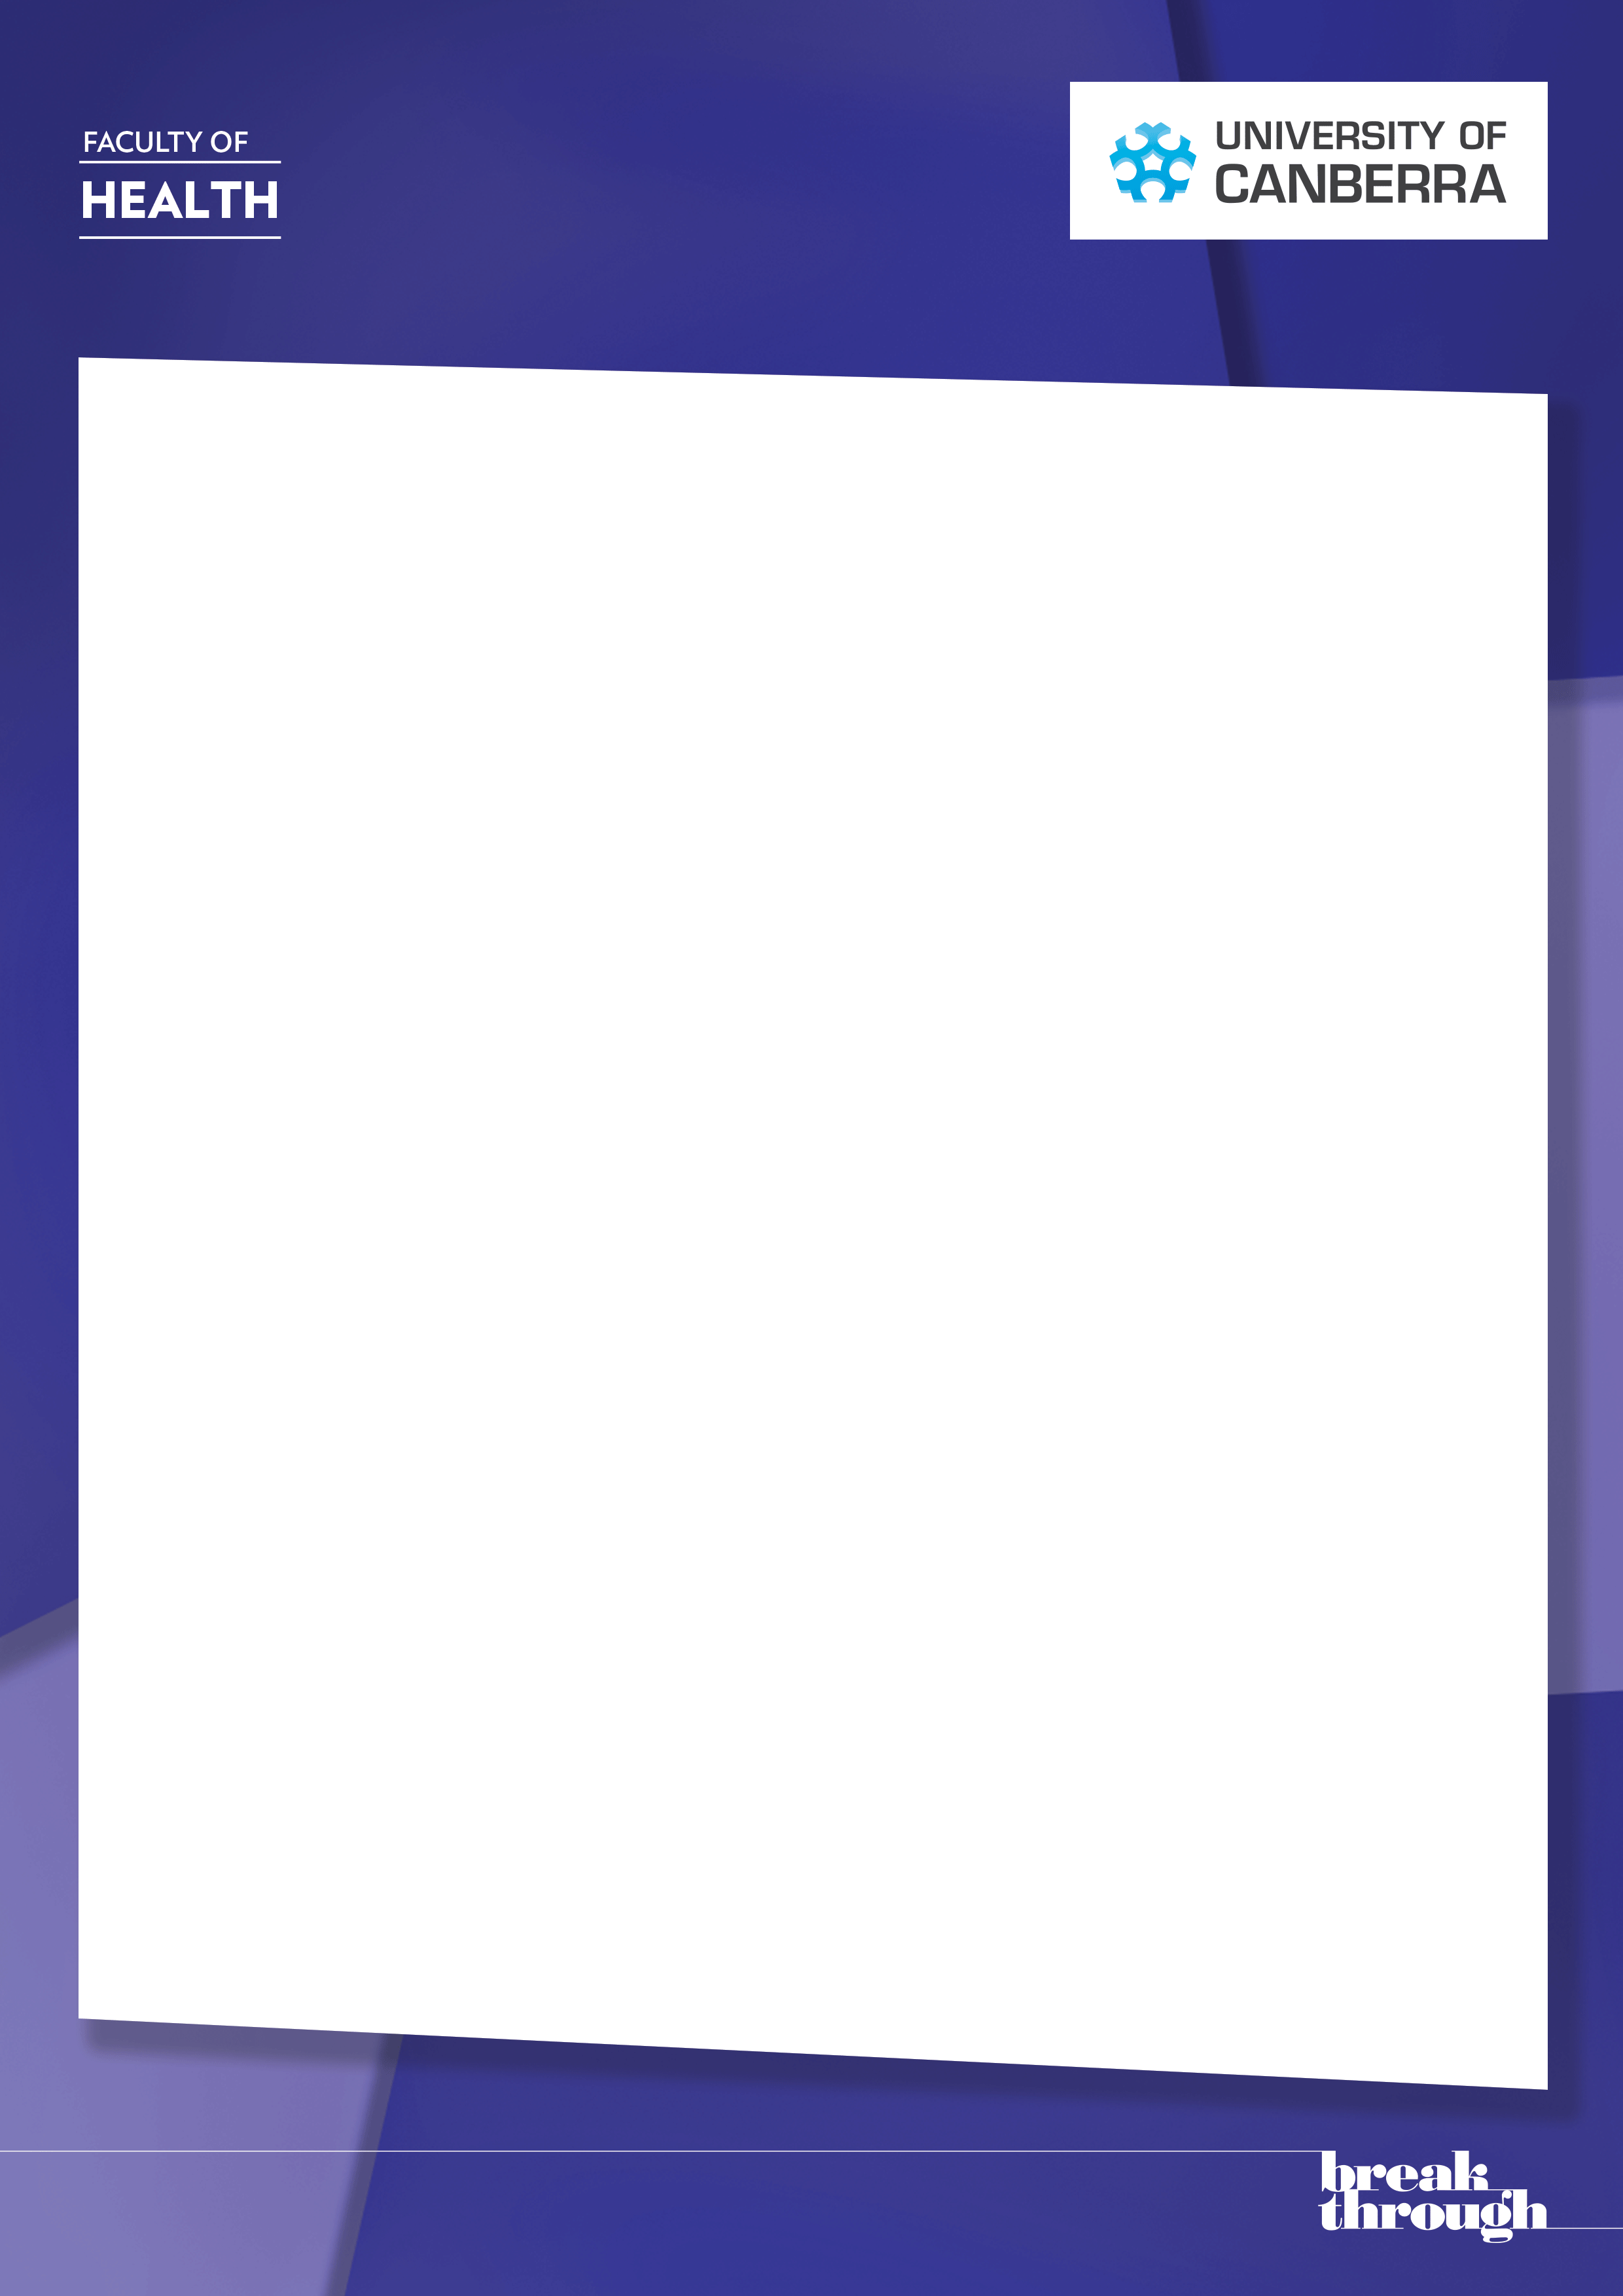 FACULTY OF
HEALTH
UNIVERSITY OF
CANBERRA
break
through